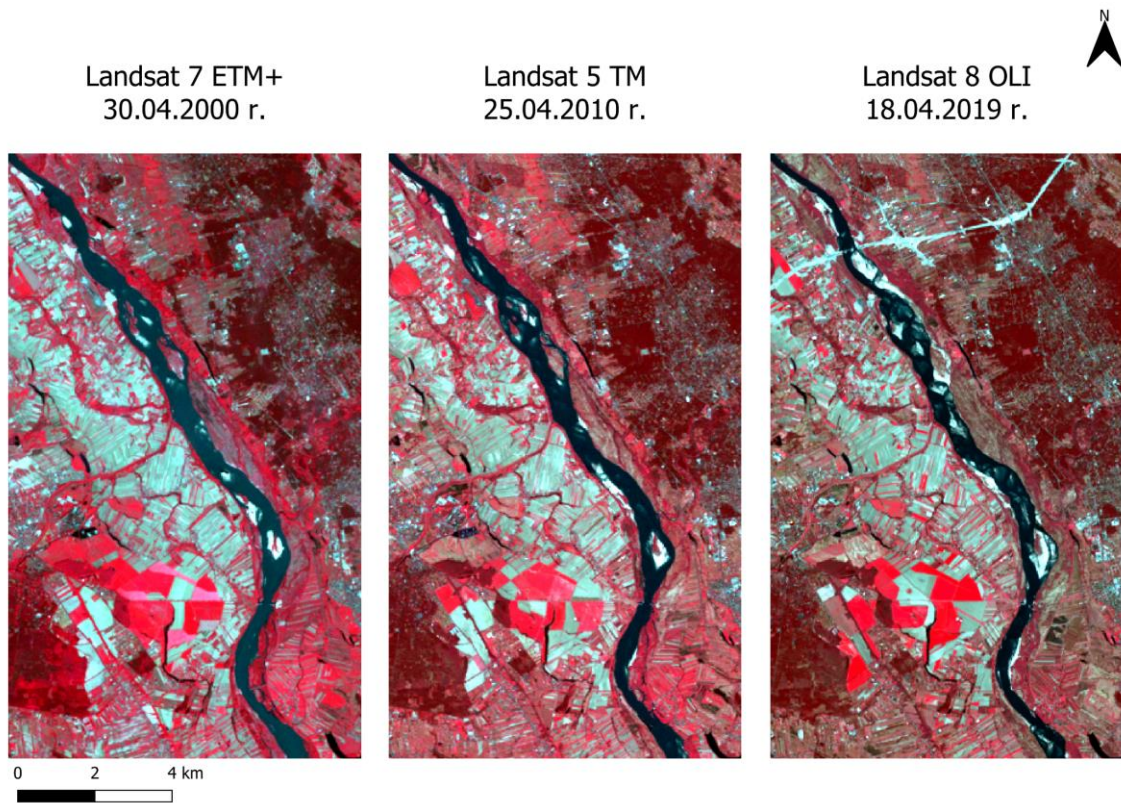 N
Landsat 7 ETM+
30.04.2000 r.
Landsat 5 TM
25.04.2010 r.
Landsat 8 OLI
18.04.2019 r.
0 2 4 km